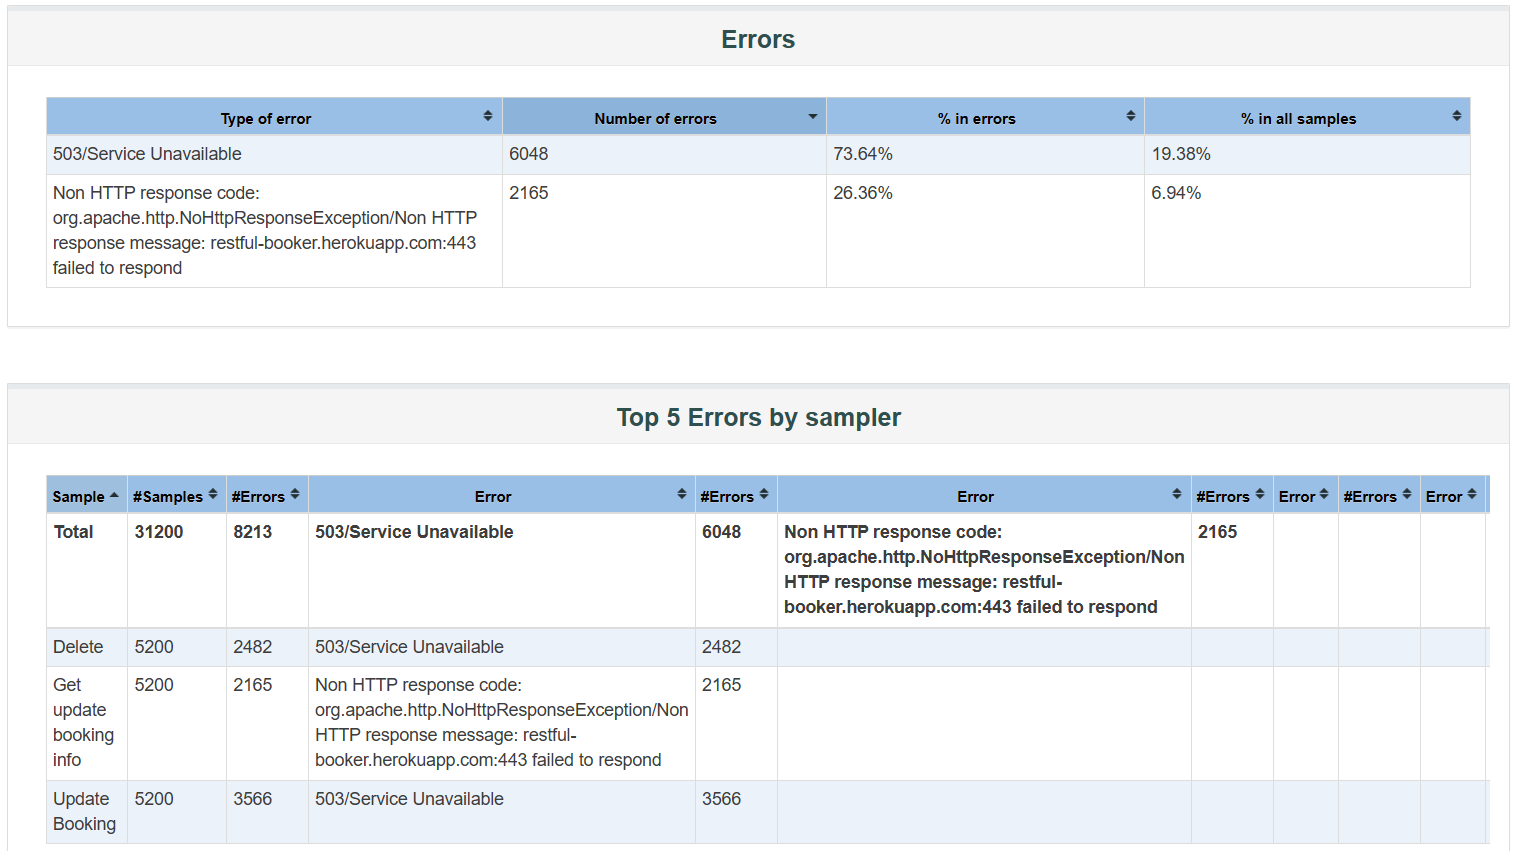 Errors
Type of error Number of errors % in errors % in all samples
503/Service Unavailable 6048 73.64% 19.38%
Non HTTP response code: 2165 26.36% 6.94%
org.apache.http.NoHttpResponseException/Non HTTP
response message: restful-booker.herokuapp.com:443
failed to respond
Top 5 Errors by sampler
Sample #Samples #Errors Error #Errors Error #Errors Error #Errors Error
Total 31200 8213 503/Service Unavailable 6048 Non HTTP response code: 2165
org.apache.http.NoHttpResponseException/Non
HTTP response message: restful-
booker.herokuapp.com:443 failed to respond
Delete 5200 2482 503/Service Unavailable 2482
Get 5200 2165 Non HTTP response code: 2165
update org.apache.http.NoHttpResponseException/Non
booking HTTP response message: restful-
info booker.herokuapp.com:443 failed to respond
Update 5200 3566 503/Service Unavailable 3566
Booking